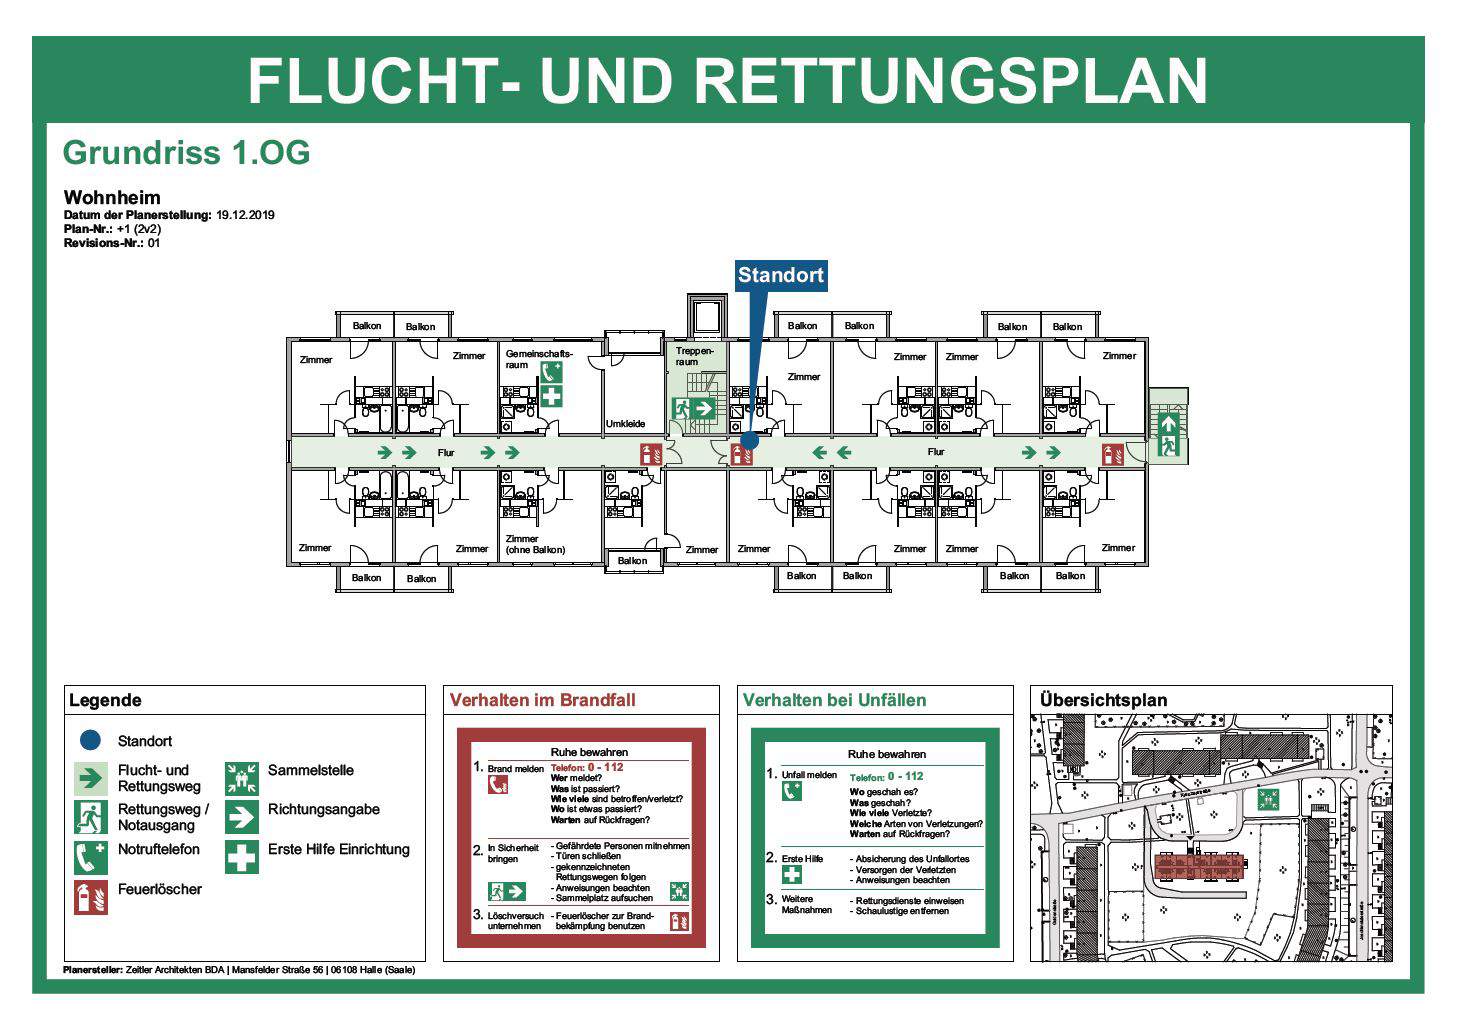 FLUCHT- UND RETTUNGSPLAN
Grundriss 1.OG
Wohnheim
Datum der Planerstellung: 19.12.2019
Plan-Nr.: +1 (2v2)
Revisions-Nr.: 01
Standort
Balkon Balkon Balkon Balkon Balkon Balkon
Zimmer Zimmer Gemeinschafts-
raum
Treppen-
raum
Zimmer Zimmer Zimmer Zimmer
Zimmer
Umkleide
Flur Flur
Zimmer Zimmer Zimmer
(ohne Balkon)
Zimmer Zimmer Zimmer Zimmer Zimmer
Balkon
Balkon Balkon Balkon Balkon Balkon Balkon
Legende
Standort
Flucht- und
Rettungsweg
Rettungsweg /
Notausgang
Notruftelefon
Feuerlöscher
Sammelstelle
Richtungsangabe
Erste Hilfe Einrichtung
Verhalten im Brandfall
Ruhe bewahren
1. Brand melden Telefon: 0 - 112
Wer meldet?
Was ist passiert?
Wie viele sind betroffen/verletzt?
Wo ist etwas passiert?
Warten auf Rückfragen?
2. In Sicherheit
bringen
- Gefährdete Personen mitnehmen
- Türen schließen
- gekennzeichneten
Rettungswegen folgen
- Anweisungen beachten
- Sammelplatz aufsuchen
3. Löschversuch
unternehmen
- Feuerlöscher zur Brand-
bekämpfung benutzen
Verhalten bei Unfällen
Ruhe bewahren
1. Unfall melden Telefon: 0 - 112
Wo geschah es?
Was geschah?
Wie viele Verletzte?
Welche Arten von Verletzungen?
Warten auf Rückfragen?
2. Erste Hilfe
- Absicherung des Unfallortes
- Versorgen der Verletzten
- Anweisungen beachten
3. Weitere
Maßnahmen
- Rettungsdienste einweisen
- Schaulustige entfernen
Übersichtsplan
Planersteller: Zeitler Architekten BDA | Mansfelder Straße 56 | 06108 Halle (Saale)